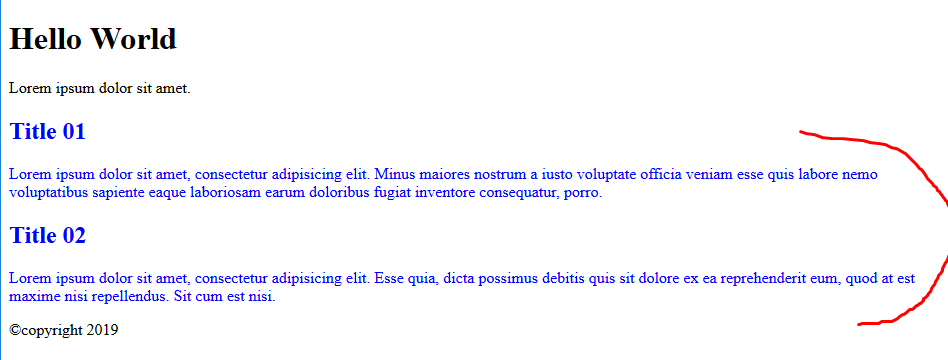 Hello World
Lorem ipsum dolor sit amet.
Title 01
Lorem ipsum dolor sit amet, consectetur adipisicing elit. Minus maiores nostrum a iusto voluptate officia veniam esse quis labore nemo
voluptatibus sapiente eaque laboriosam earum doloribus fugiat inventore consequatur, porro.
Title 02
Lorem ipsum dolor sit amet, consectetur adipisicing elit. Esse quia, dicta possimus debitis quis sit dolore ex ea reprehenderit eum, quod at est
maxime nisi repellendus. Sit cum est nisi.
©copyright 2019